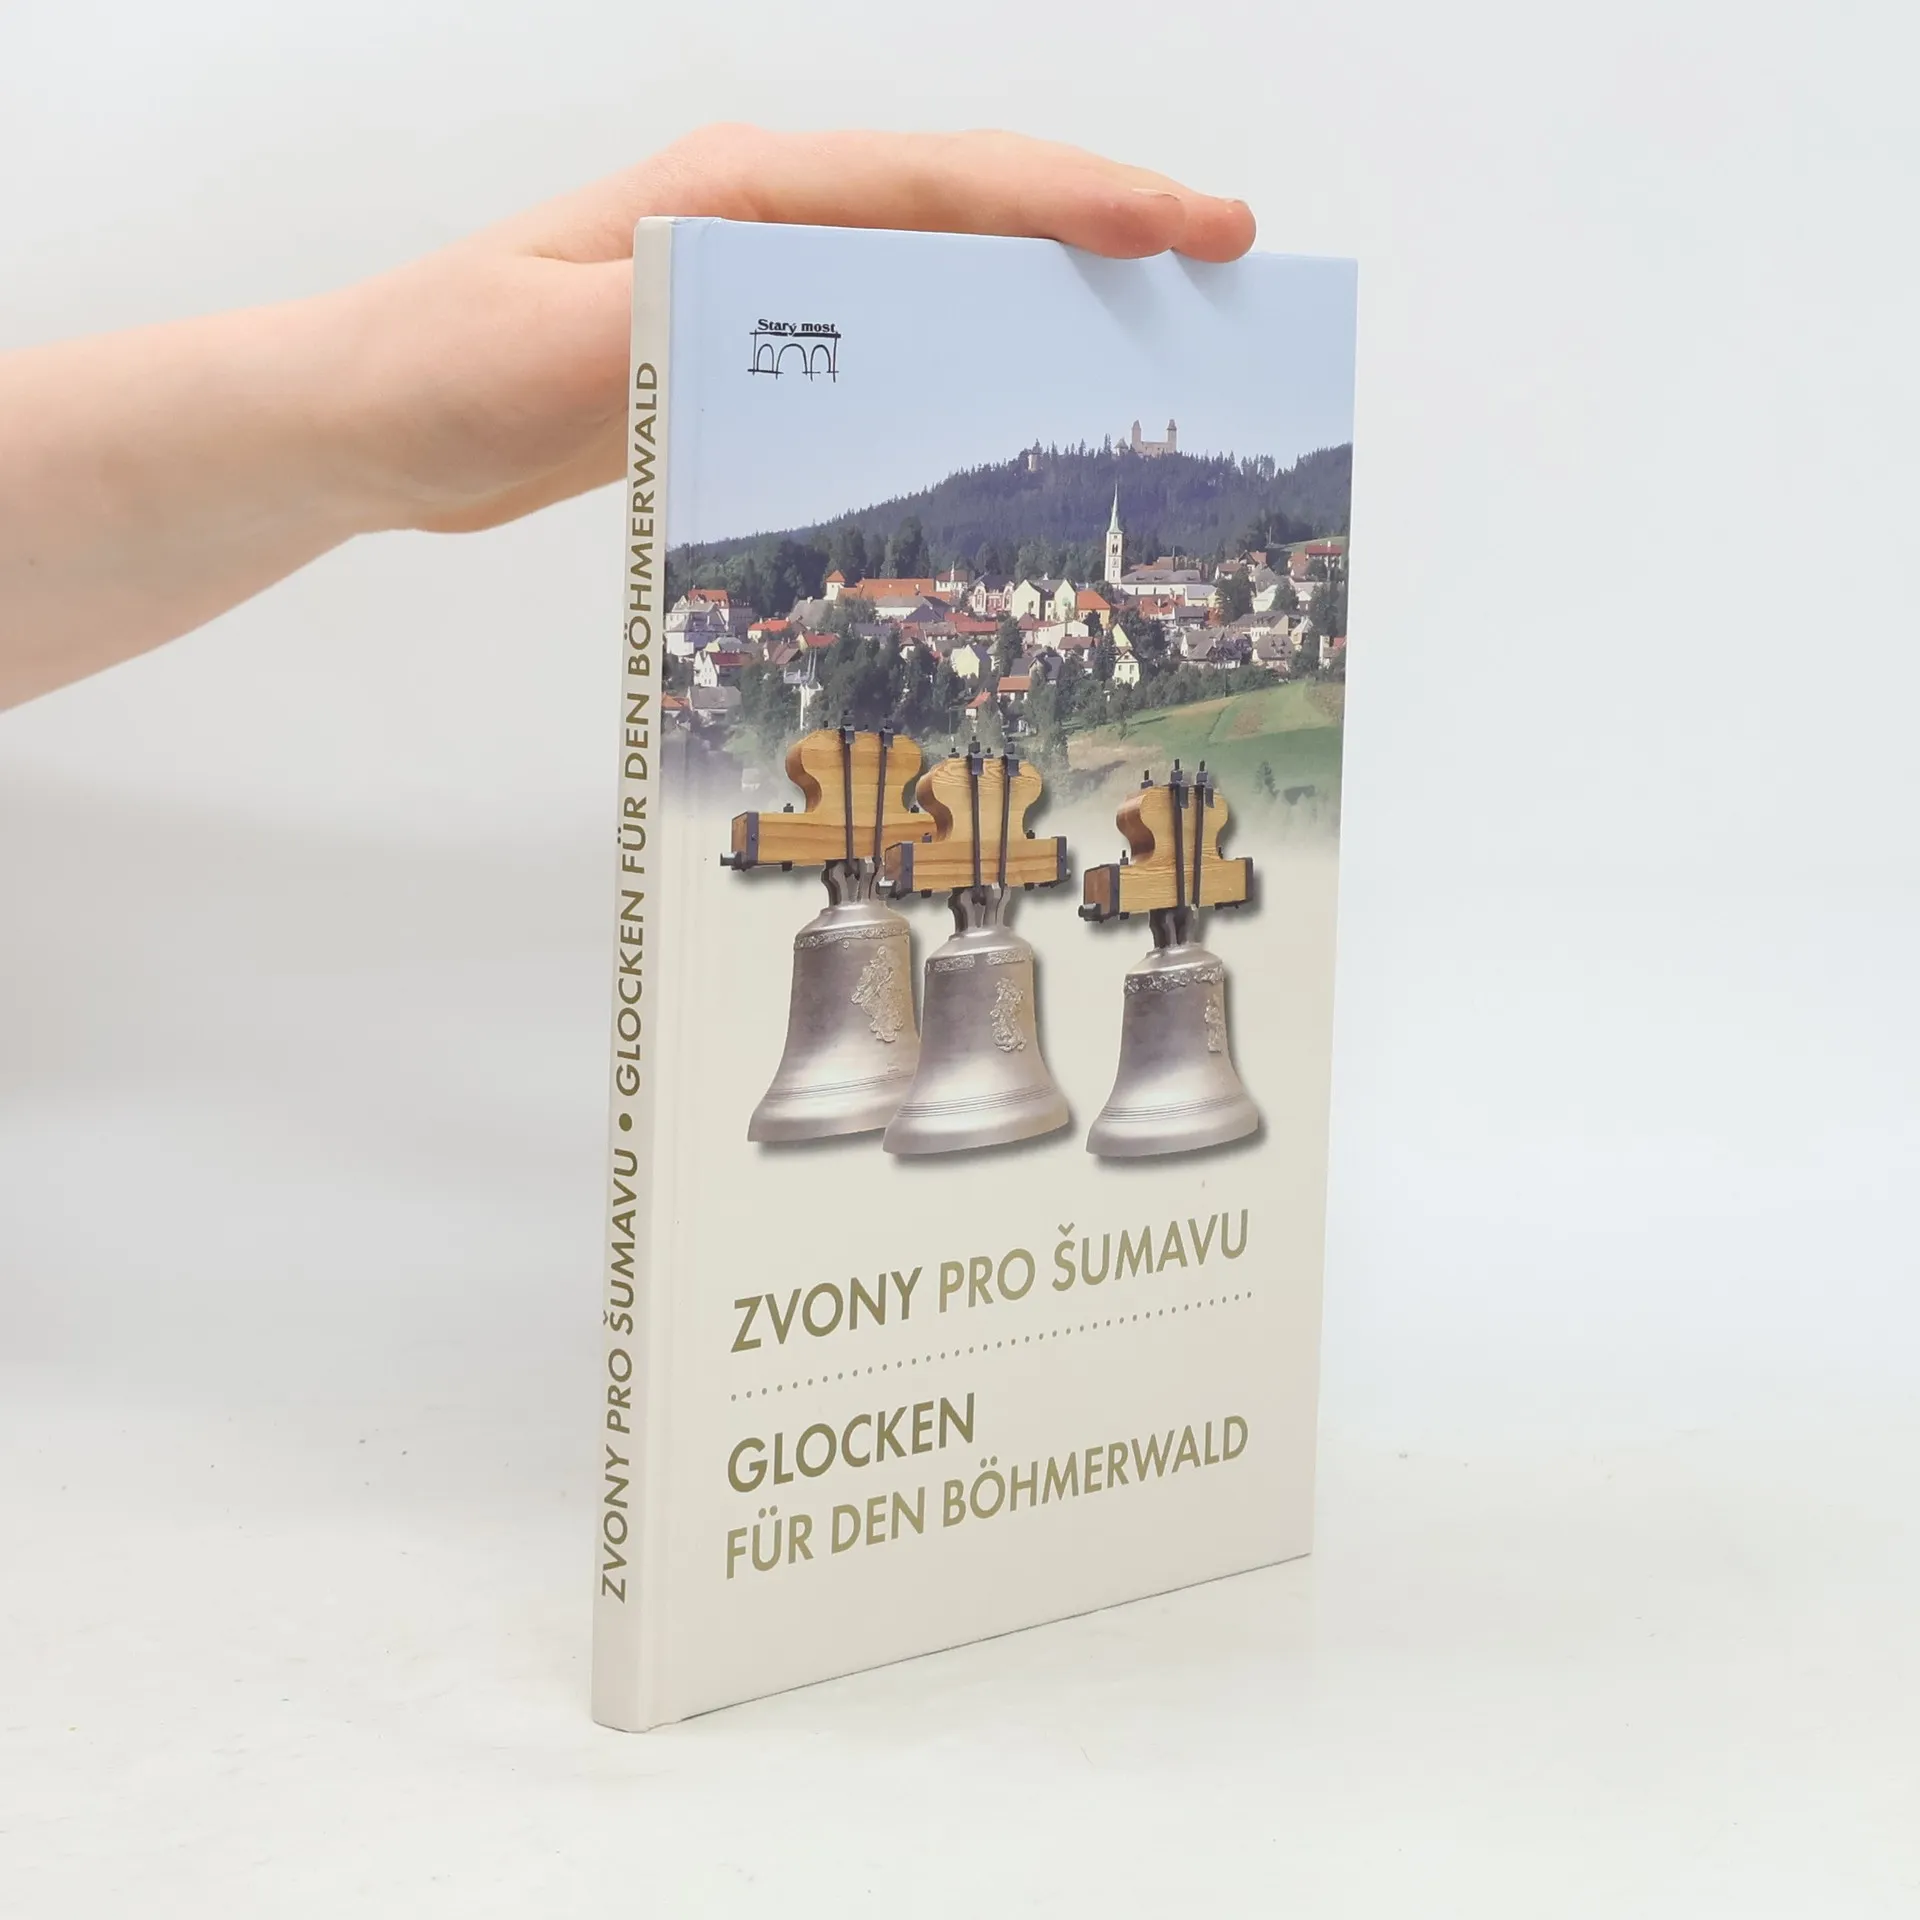 Starý most
ZVONY PRO ŠUMAVU
GLOCKEN
FÜR DEN BÖHMERWALD
ZVONY PRO ŠUMAVU • GLOCKEN FÜR DEN BÖHMERWALD